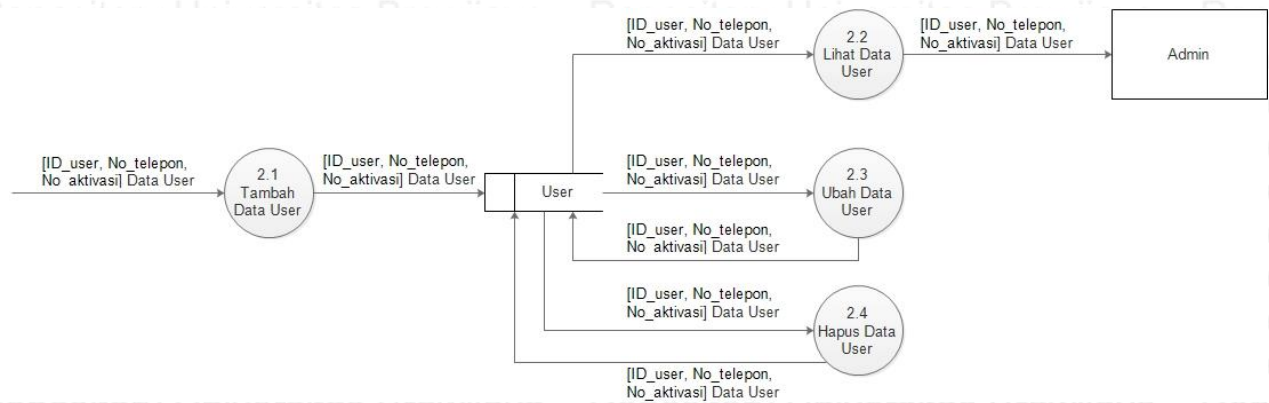 [ID_user, No_telepon,
No_aktivasi] Data User
2.2
Lihat Data
User
[ID_user, No_telepon,
No_aktivasi] Data User
Admin
[ID_user, No_telepon,
No_aktivasi] Data User
2.1
Tambah
Data User
[ID_user, No_telepon,
No_aktivasi] Data User
User
[ID_user, No_telepon,
No_aktivasi] Data User
2.3
Ubah Data
User
[ID_user, No_telepon,
No_aktivasi] Data User
[ID_user, No_telepon,
No_aktivasi] Data User
2.4
Hapus Data
User
[ID_user, No_telepon,
No_aktivasi] Data User